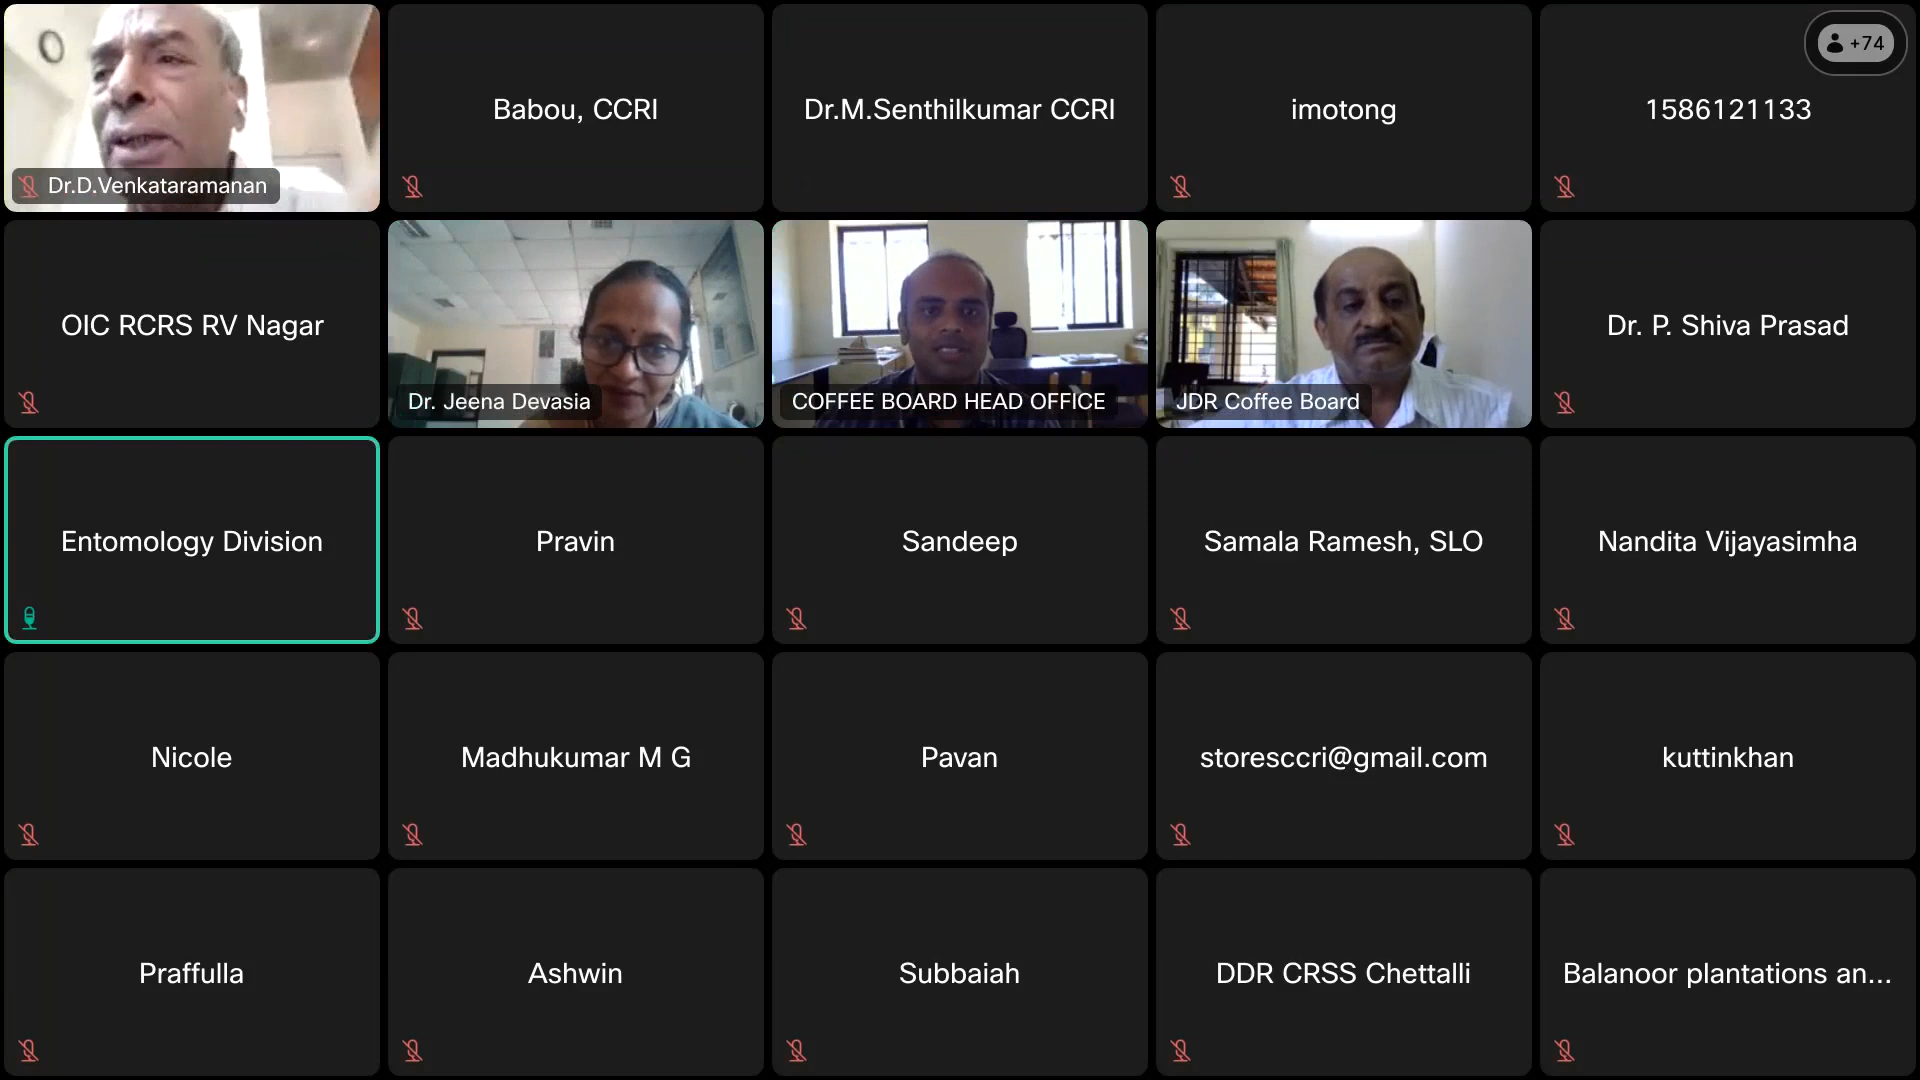 +74
Dr.D.Venkataramanan
Babou, CCRI
Dr.M.Senthilkumar CCRI
imotong
1586121133
OIC RCRS RV Nagar
Dr. Jeena Devasia
COFFEE BOARD HEAD OFFICE
JDR Coffee Board
Dr. P. Shiva Prasad
Entomology Division
Pravin
Sandeep
Samala Ramesh, SLO
Nandita Vijayasimha
Nicole
Madhukumar M G
Pavan
storesccri@gmail.com
kuttinkhan
Praffulla
Ashwin
Subbaiah
DDR CRSS Chettalli
Balanoor plantations an...